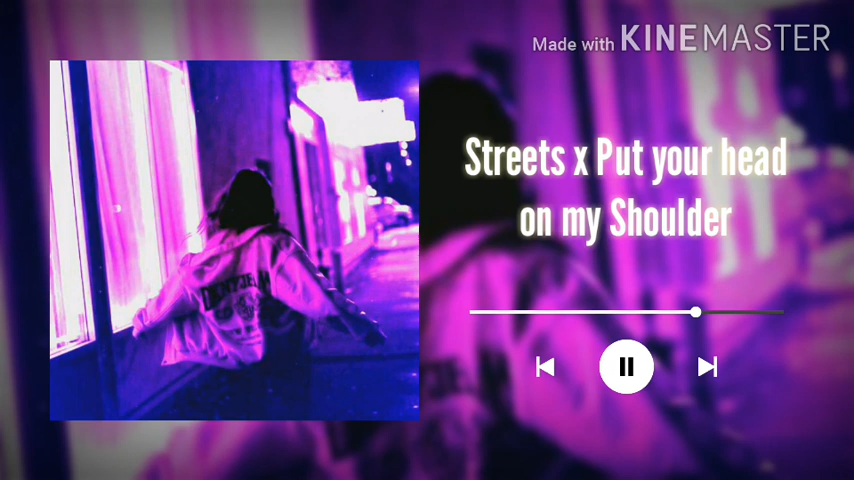 Made with KINEMASTER
Streets x Put your head
on my Shoulder